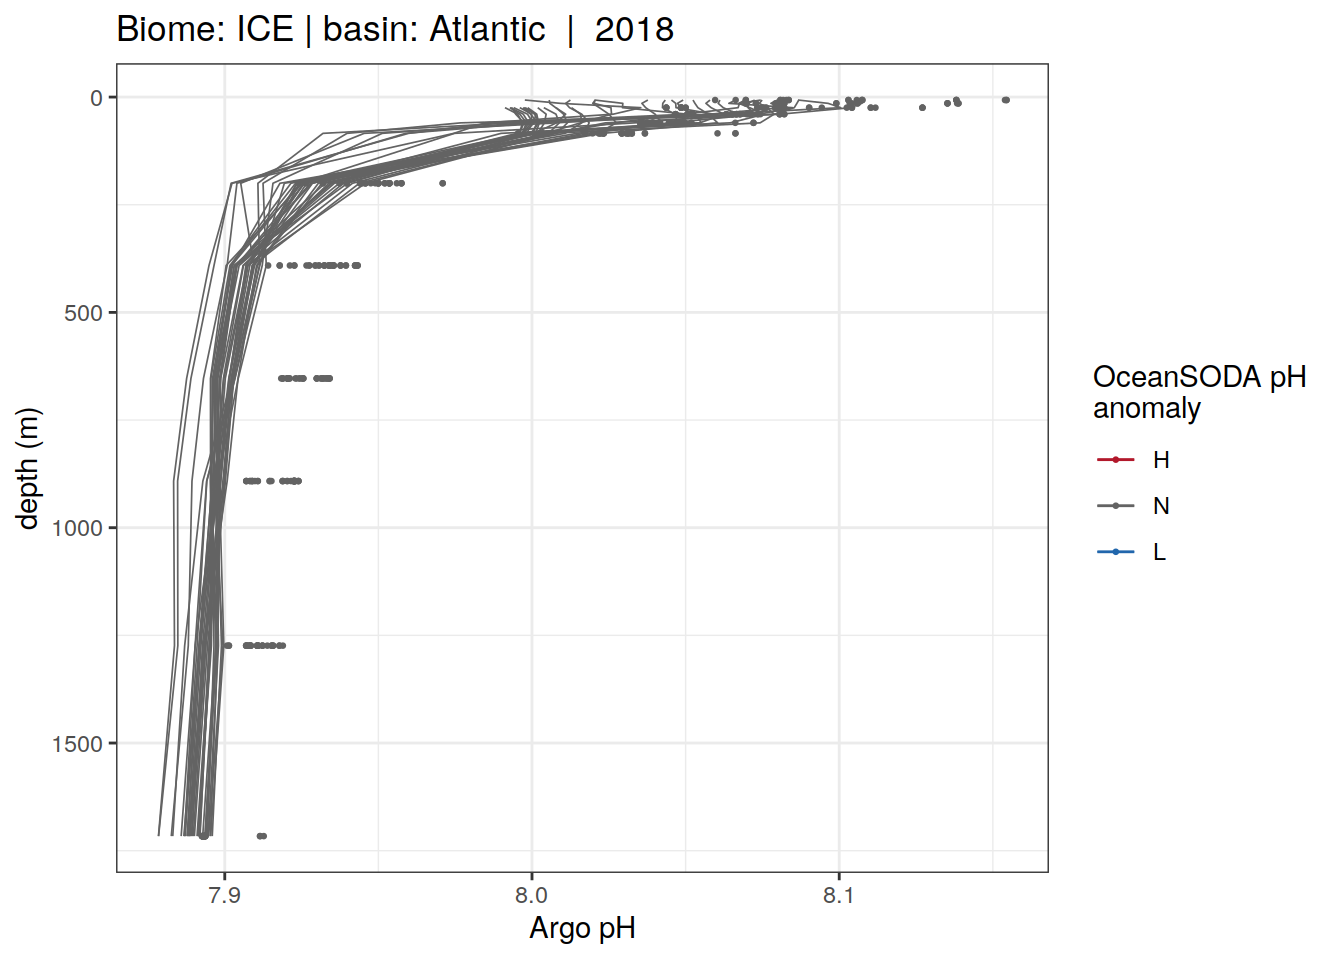 Biome: ICE | basin: Atlantic  |  2018
0
500
1000
1500
depth (m)
7.9
8.0
8.1
Argo pH
OceanSODA pH
anomaly
H
N
L